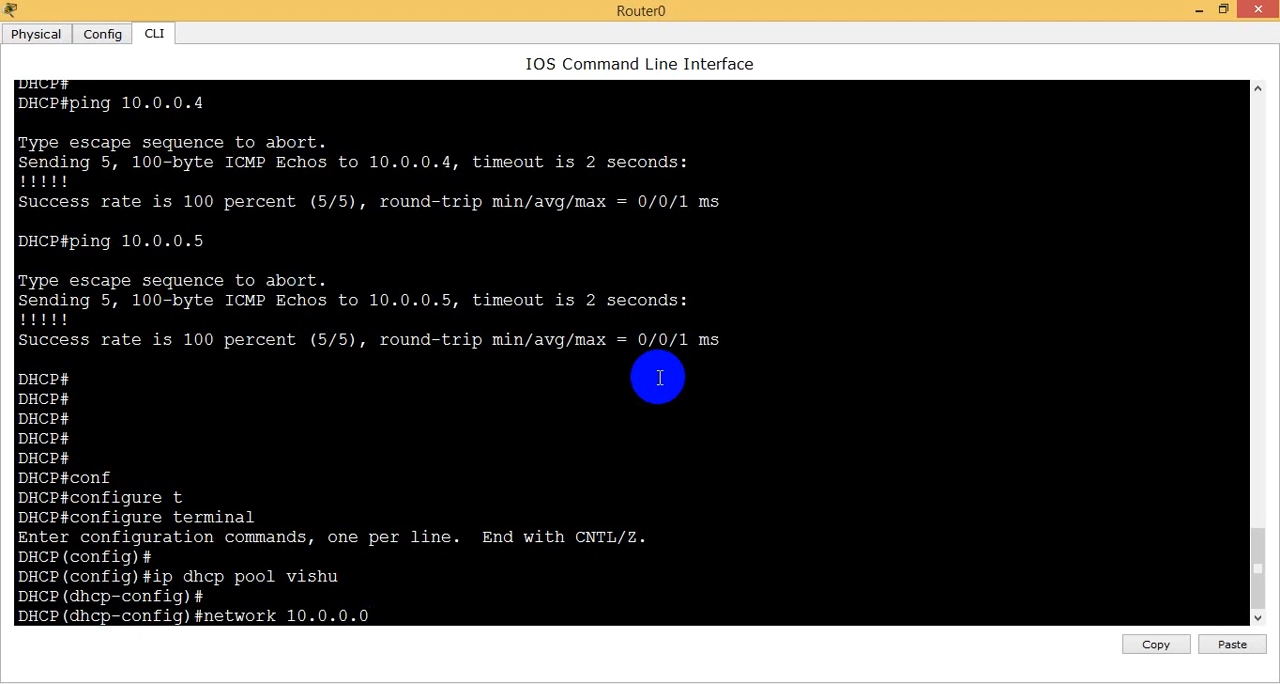 Router0
Physical Config CLI
IOS Command Line Interface
DHCP#
DHCP#ping 10.0.0.4
Type escape sequence to abort.
Sending 5, 100-byte ICMP Echos to 10.0.0.4, timeout is 2 seconds:
!!!!!
Success rate is 100 percent (5/5), round-trip min/avg/max = 0/0/1 ms
DHCP#ping 10.0.0.5
Type escape sequence to abort.
Sending 5, 100-byte ICMP Echos to 10.0.0.5, timeout is 2 seconds:
!!!!!
Success rate is 100 percent (5/5), round-trip min/avg/max = 0/0/1 ms
DHCP#
DHCP#
DHCP#
DHCP#
DHCP#
DHCP#conf
DHCP#configure t
DHCP#configure terminal
Enter configuration commands, one per line.  End with CNTL/Z.
DHCP(config)#
DHCP(config)#ip dhcp pool vishu
DHCP(dhcp-config)#
DHCP(dhcp-config)#network 10.0.0.0
Copy Paste